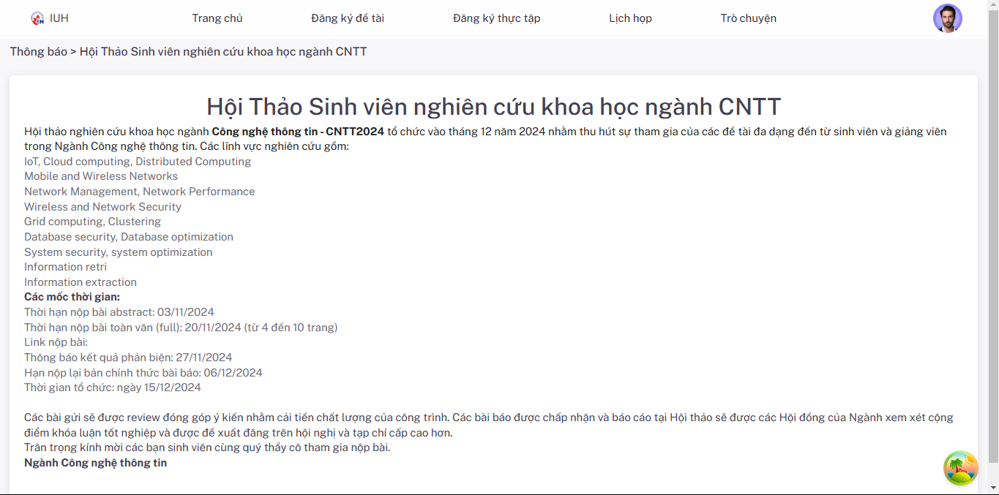 IUH
Trang chủ
Đăng ký đề tài
Đăng ký thực tập
Lịch họp
Trò chuyện
Thông báo > Hội Thảo Sinh viên nghiên cứu khoa học ngành CNTT
Hội Thảo Sinh viên nghiên cứu khoa học ngành CNTT
Hội thảo nghiên cứu khoa học ngành Công nghệ thông tin - CNTT2024 tổ chức vào tháng 12 năm 2024 nhằm thu hút sự tham gia của các đề tài đa dạng đến từ sinh viên và giảng viên
trong Ngành Công nghệ thông tin. Các lĩnh vực nghiên cứu gồm:
IoT, Cloud computing, Distributed Computing
Mobile and Wireless Networks
Network Management, Network Performance
Wireless and Network Security
Grid computing, Clustering
Database security, Database optimization
System security, system optimization
Information retri
Information extraction
Các mốc thời gian:
Thời hạn nộp bài abstract: 03/11/2024
Thời hạn nộp bài toàn văn (full): 20/11/2024 (từ 4 đến 10 trang)
Link nộp bài:
Thông báo kết quả phản biện: 27/11/2024
Hạn nộp lại bản chính thức bài báo: 06/12/2024
Thời gian tổ chức: ngày 15/12/2024
Các bài gửi sẽ được review đóng góp ý kiến nhằm cải tiến chất lượng của công trình. Các bài báo được chấp nhận và báo cáo tại Hội thảo sẽ được các Hội đồng của Ngành xem xét cộng
điểm khóa luận tốt nghiệp và được đề xuất đăng trên hội nghị và tạp chí cấp cao hơn.
Trân trọng kính mời các bạn sinh viên cùng quý thầy cô tham gia nộp bài.
Ngành Công nghệ thông tin